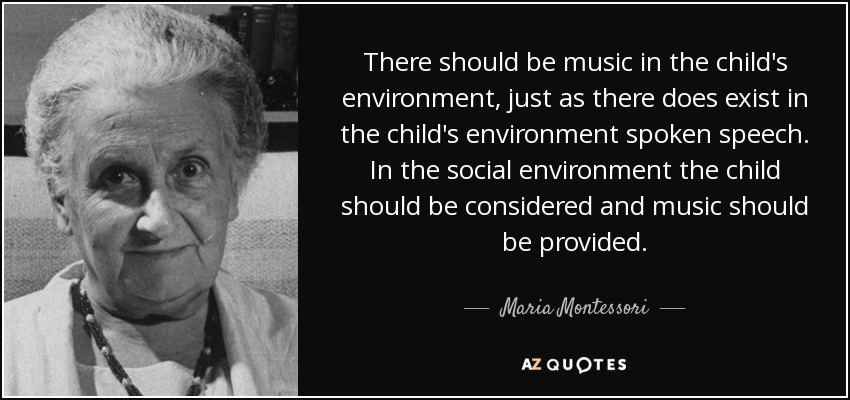 There should be music in the child's
environment, just as there does exist in
the child's environment spoken speech.
In the social environment the child
should be considered and music should
be provided.
Maria Montessori
AZ QUOTES